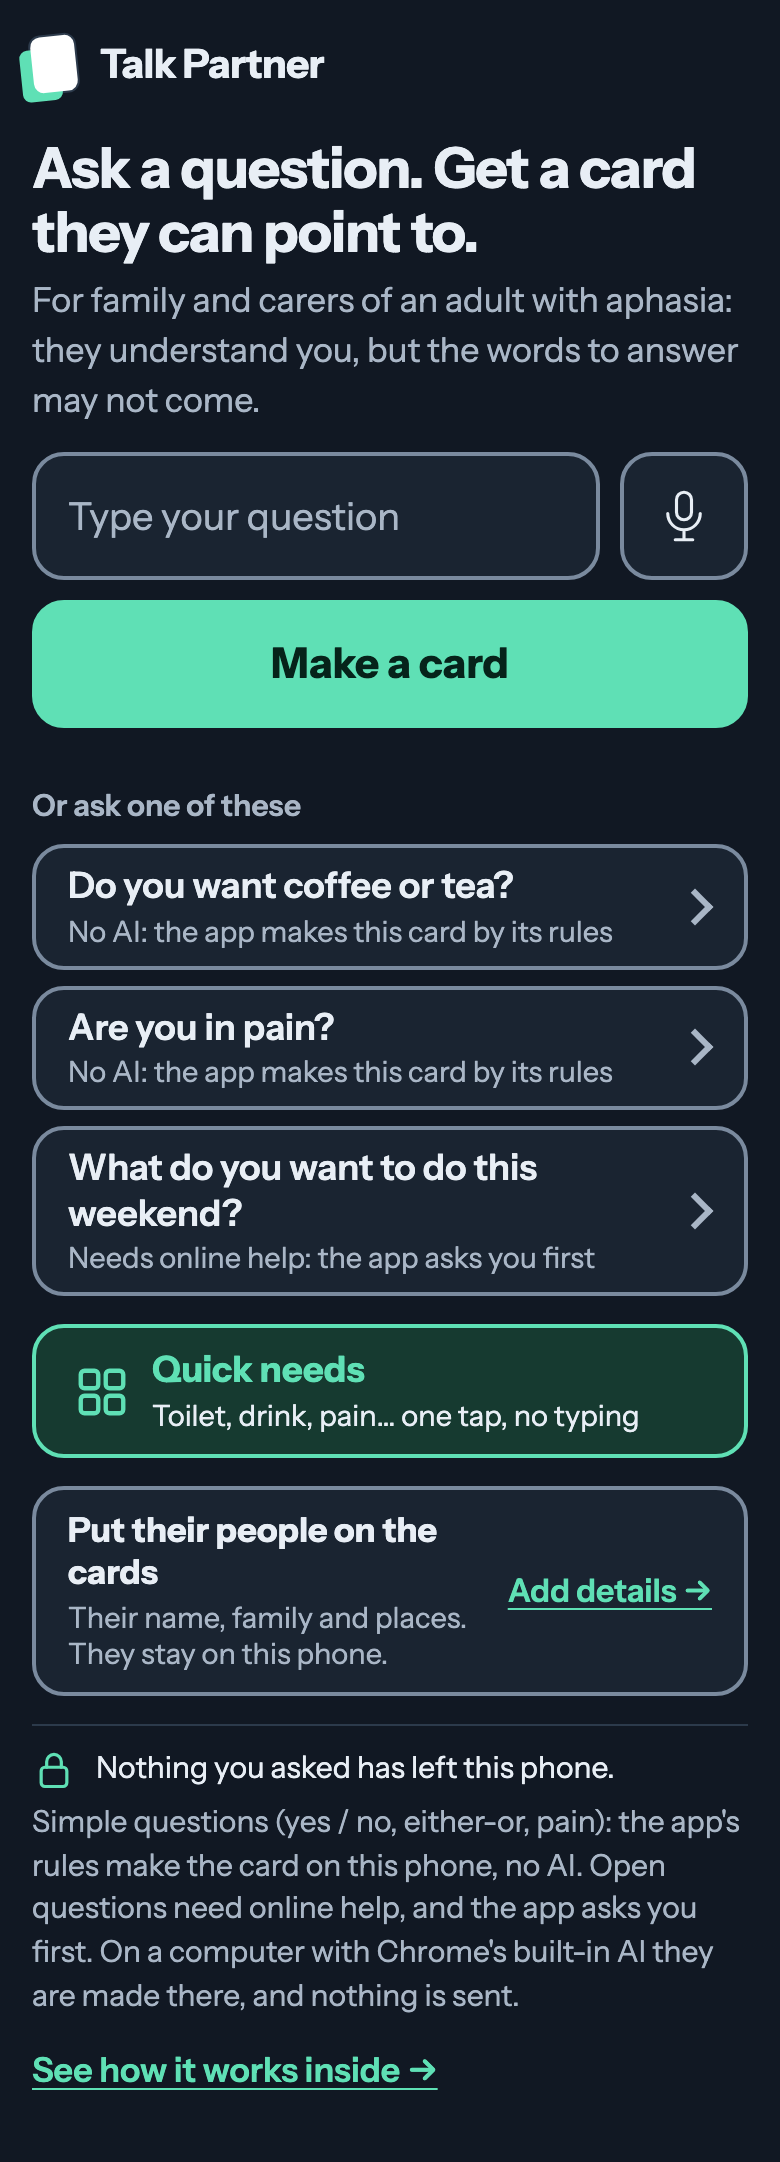 Talk Partner
Ask a question. Get a card
they can point to.
For family and carers of an adult with aphasia:
they understand you, but the words to answer
may not come.
Type your question
Make a card
Or ask one of these
Do you want coffee or tea?
No AI: the app makes this card by its rules
Are you in pain?
No AI: the app makes this card by its rules
What do you want to do this
weekend?
Needs online help: the app asks you first
Quick needs
Toilet, drink, pain... one tap, no typing
Put their people on the
cards
Their name, family and places.
They stay on this phone.
Add details →
Nothing you asked has left this phone.
Simple questions (yes / no, either-or, pain): the app's
rules make the card on this phone, no AI. Open
questions need online help, and the app asks you
first. On a computer with Chrome's built-in AI they
are made there, and nothing is sent.
See how it works inside →